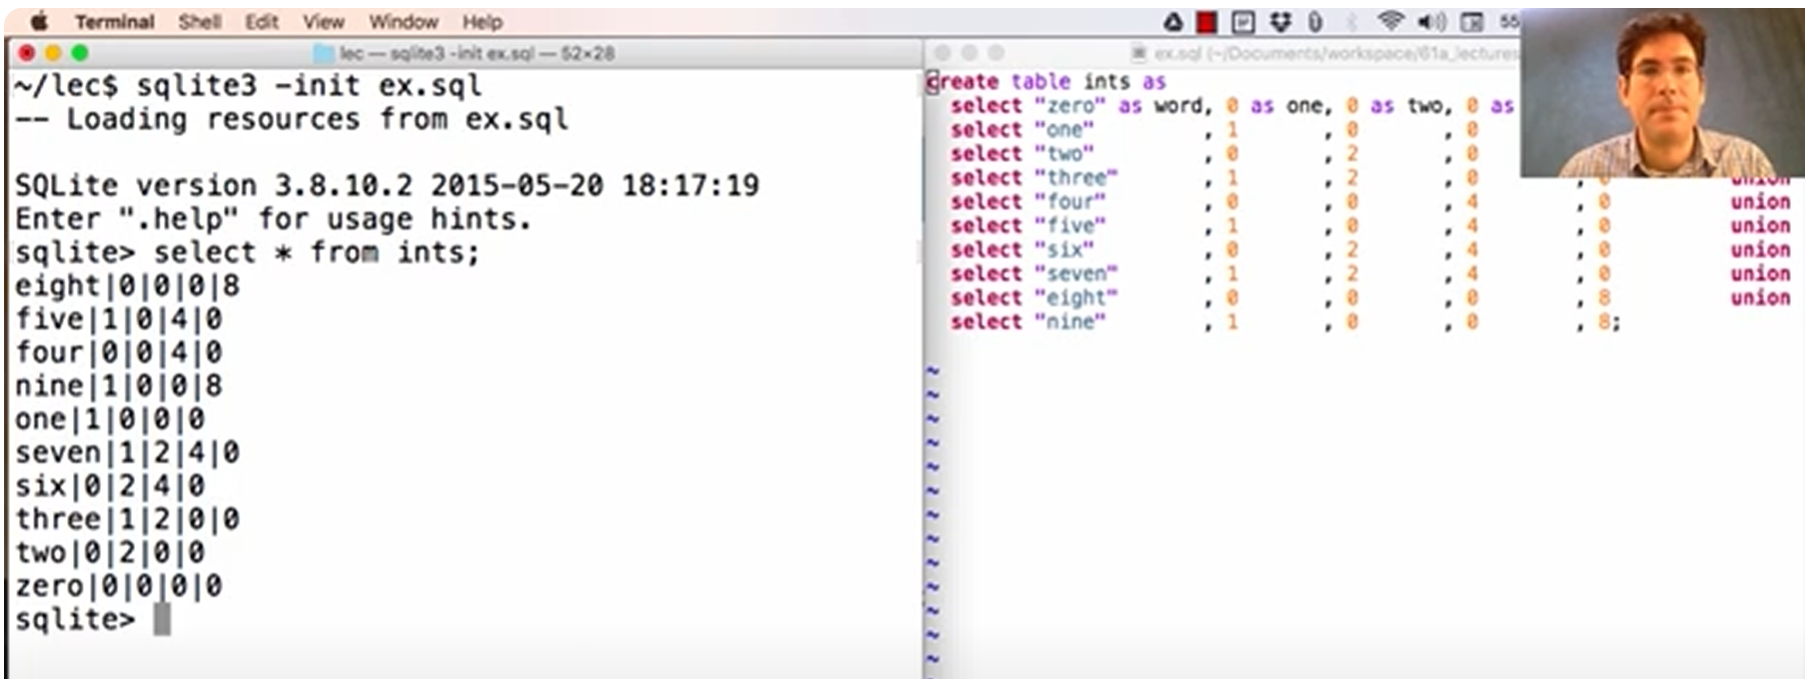 Terminal Shell Edit View Window Help
lec — sqlite3 -init ex.sql — 52×28
~/lec$ sqlite3 -init ex.sql
-- Loading resources from ex.sql
SQLite version 3.8.10.2 2015-05-20 18:17:19
Enter ".help" for usage hints.
sqlite> select * from ints;
eight|0|0|0|8
five|1|0|4|0
four|0|0|4|0
nine|1|0|0|8
one|1|0|0|0
seven|1|2|4|0
six|0|2|4|0
three|1|2|0|0
two|0|2|0|0
zero|0|0|0|0
sqlite>
55
ex.sql (~/Documents/workspace/61a_lectures
create table ints as
select "zero" as word, 0 as one, 0 as two, 0 as
select "one" , 1 , 0 , 0
select "two" , 0 , 2 , 0
select "three" , 1 , 2 , 0 , 0 union
select "four" , 0 , 0 , 4 , 0 union
select "five" , 1 , 0 , 4 , 0 union
select "six" , 0 , 2 , 4 , 0 union
select "seven" , 1 , 2 , 4 , 0 union
select "eight" , 0 , 0 , 0 , 8 union
select "nine" , 1 , 0 , 0 , 8;
~
~
~
~
~
~
~
~
~
~
~
~
~